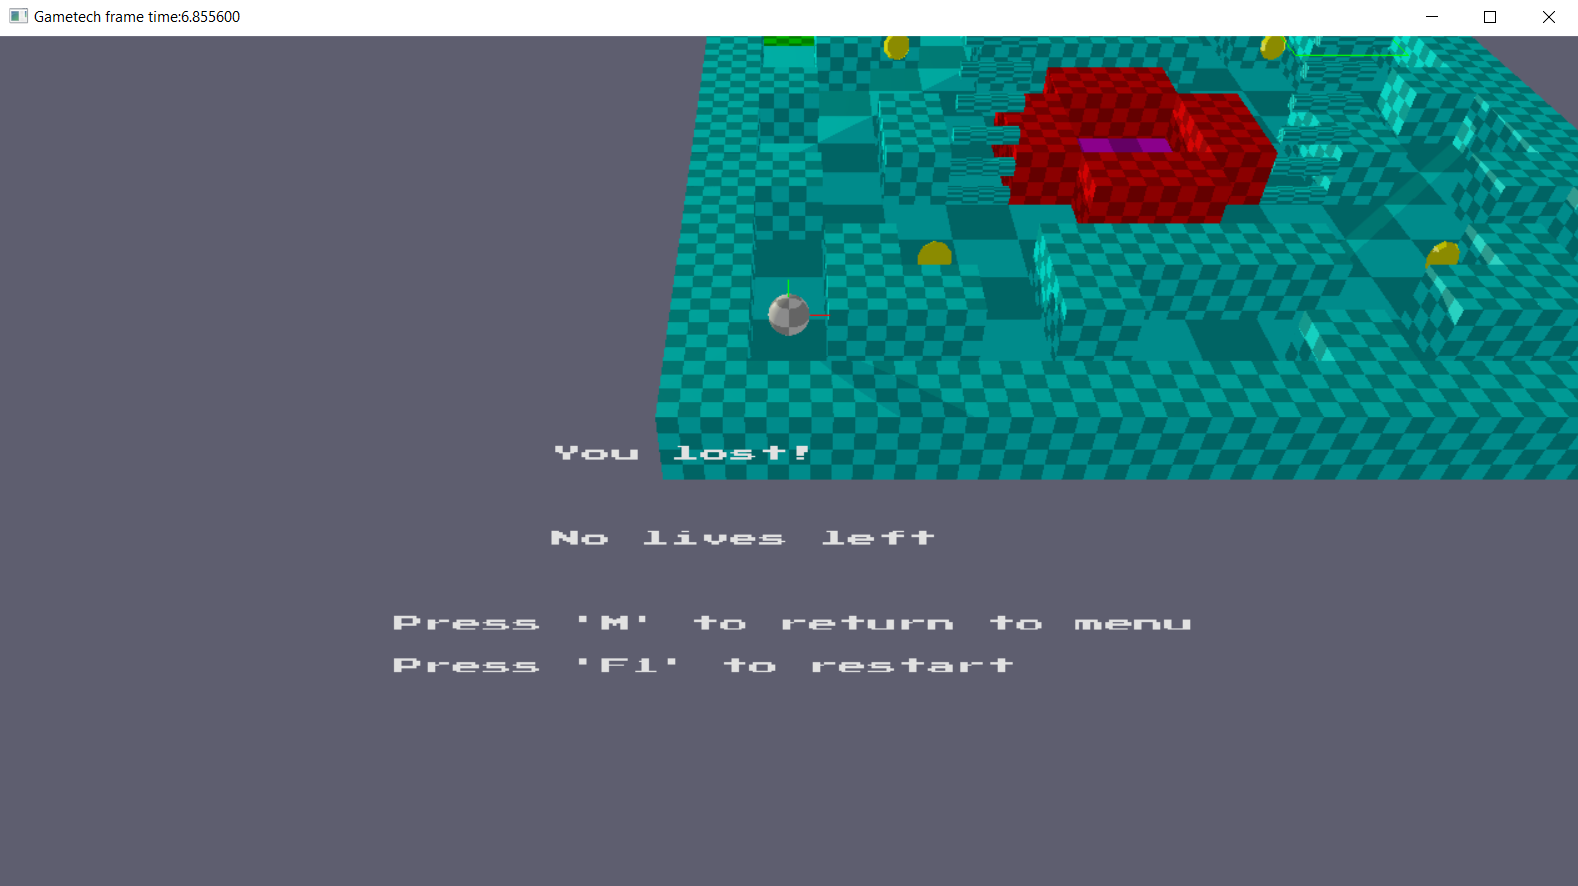 Gametech frame time:6.855600
You lost!
No lives left
Press 'M' to return to menu
Press 'F1' to restart